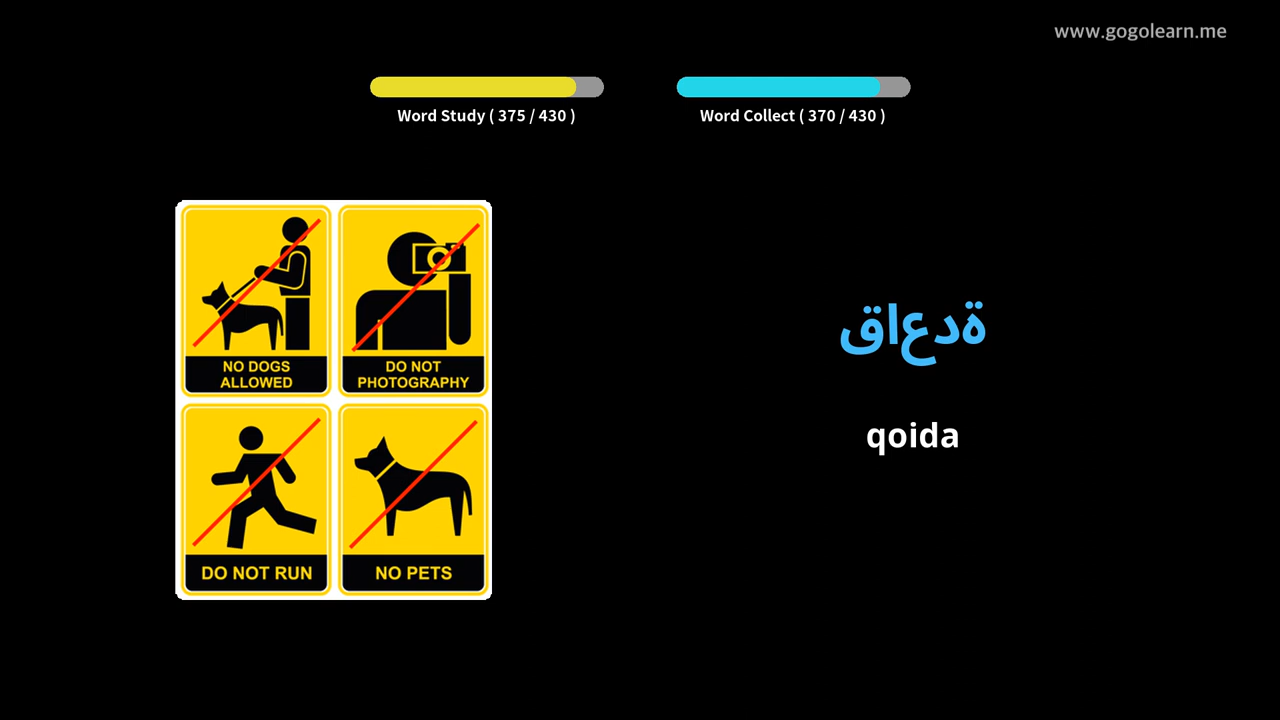 www.gogolearn.me
Word Study ( 375 / 430 )
Word Collect ( 370 / 430 )
NO DOGS
ALLOWED
DO NOT
PHOTOGRAPHY
DO NOT RUN
NO PETS
ةدعاق
qoida